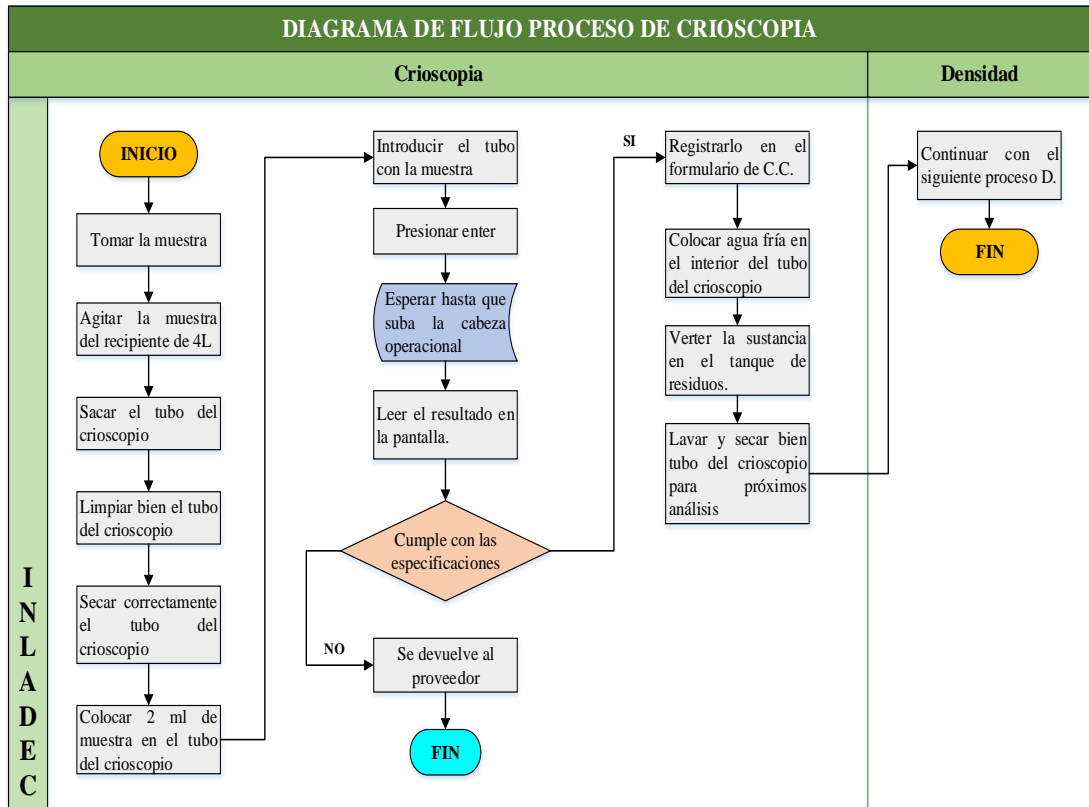 DIAGRAMA DE FLUJO PROCESO DE CRIOSCOPIA
Crioscopia
Densidad
INLADEC
INICIO
Tomar la muestra
Agitar la muestra
del recipiente de 4L
Sacar el tubo del
crioscopio
Limpiar bien el tubo
del crioscopio
Secar correctamente
el tubo del
crioscopio
Colocar 2 ml de
muestra en el tubo
del crioscopio
Introducir el tubo
con la muestra
Presionar enter
Esperar hasta que
suba la cabeza
operacional
Leer el resultado en
la pantalla.
Cumple con las
especificaciones
NO
Se devuelve al
proveedor
FIN
SI
Registrarlo en el
formulario de C.C.
Colocar agua fría en
el interior del tubo
del crioscopio
Verter la sustancia
en el tanque de
residuos.
Lavar y secar bien
tubo del crioscopio
para próximos
análisis
Continuar con el
siguiente proceso D.
FIN